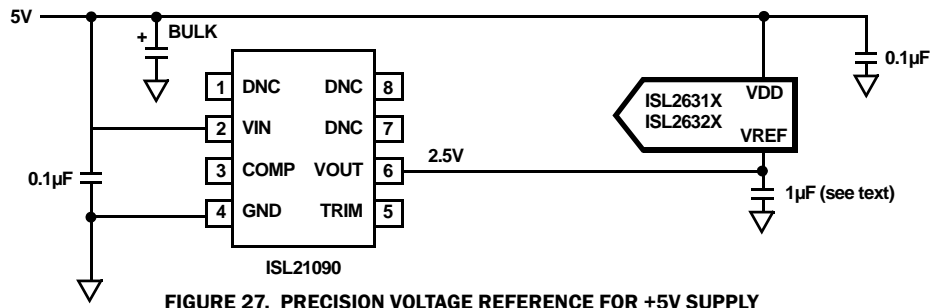 5V
+ BULK
1 DNC DNC 8
2 VIN DNC 7
3 COMP VOUT 6
4 GND TRIM 5
ISL21090
0.1µF
2.5V
ISL2631X
ISL2632X
VDD
VREF
0.1µF
1µF (see text)
FIGURE 27. PRECISION VOLTAGE REFERENCE FOR +5V SUPPLY